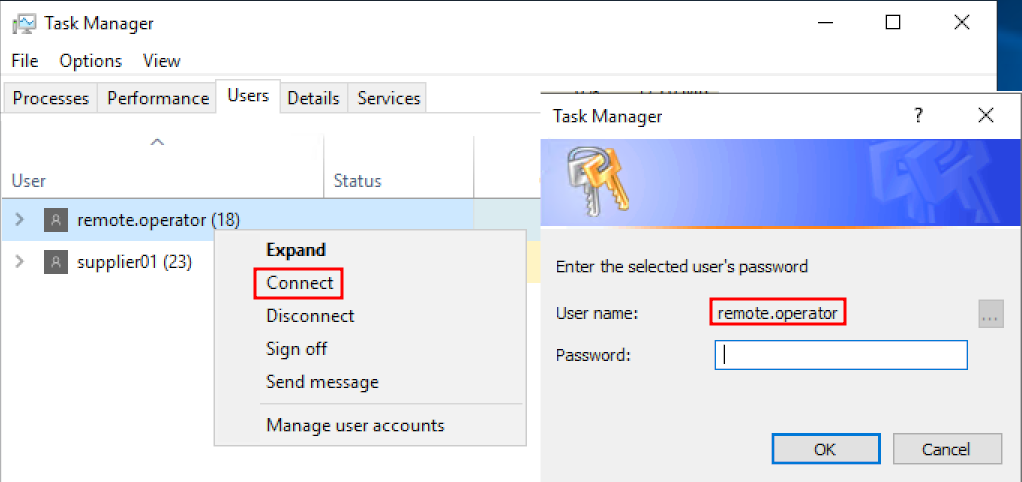 Task Manager
File Options View
Processes Performance Users Details Services
User Status
remote.operator (18)
supplier01 (23)
Expand
Connect
Disconnect
Sign off
Send message
Manage user accounts
Task Manager
?
Enter the selected user's password
User name: remote.operator ...
Password:
OK Cancel